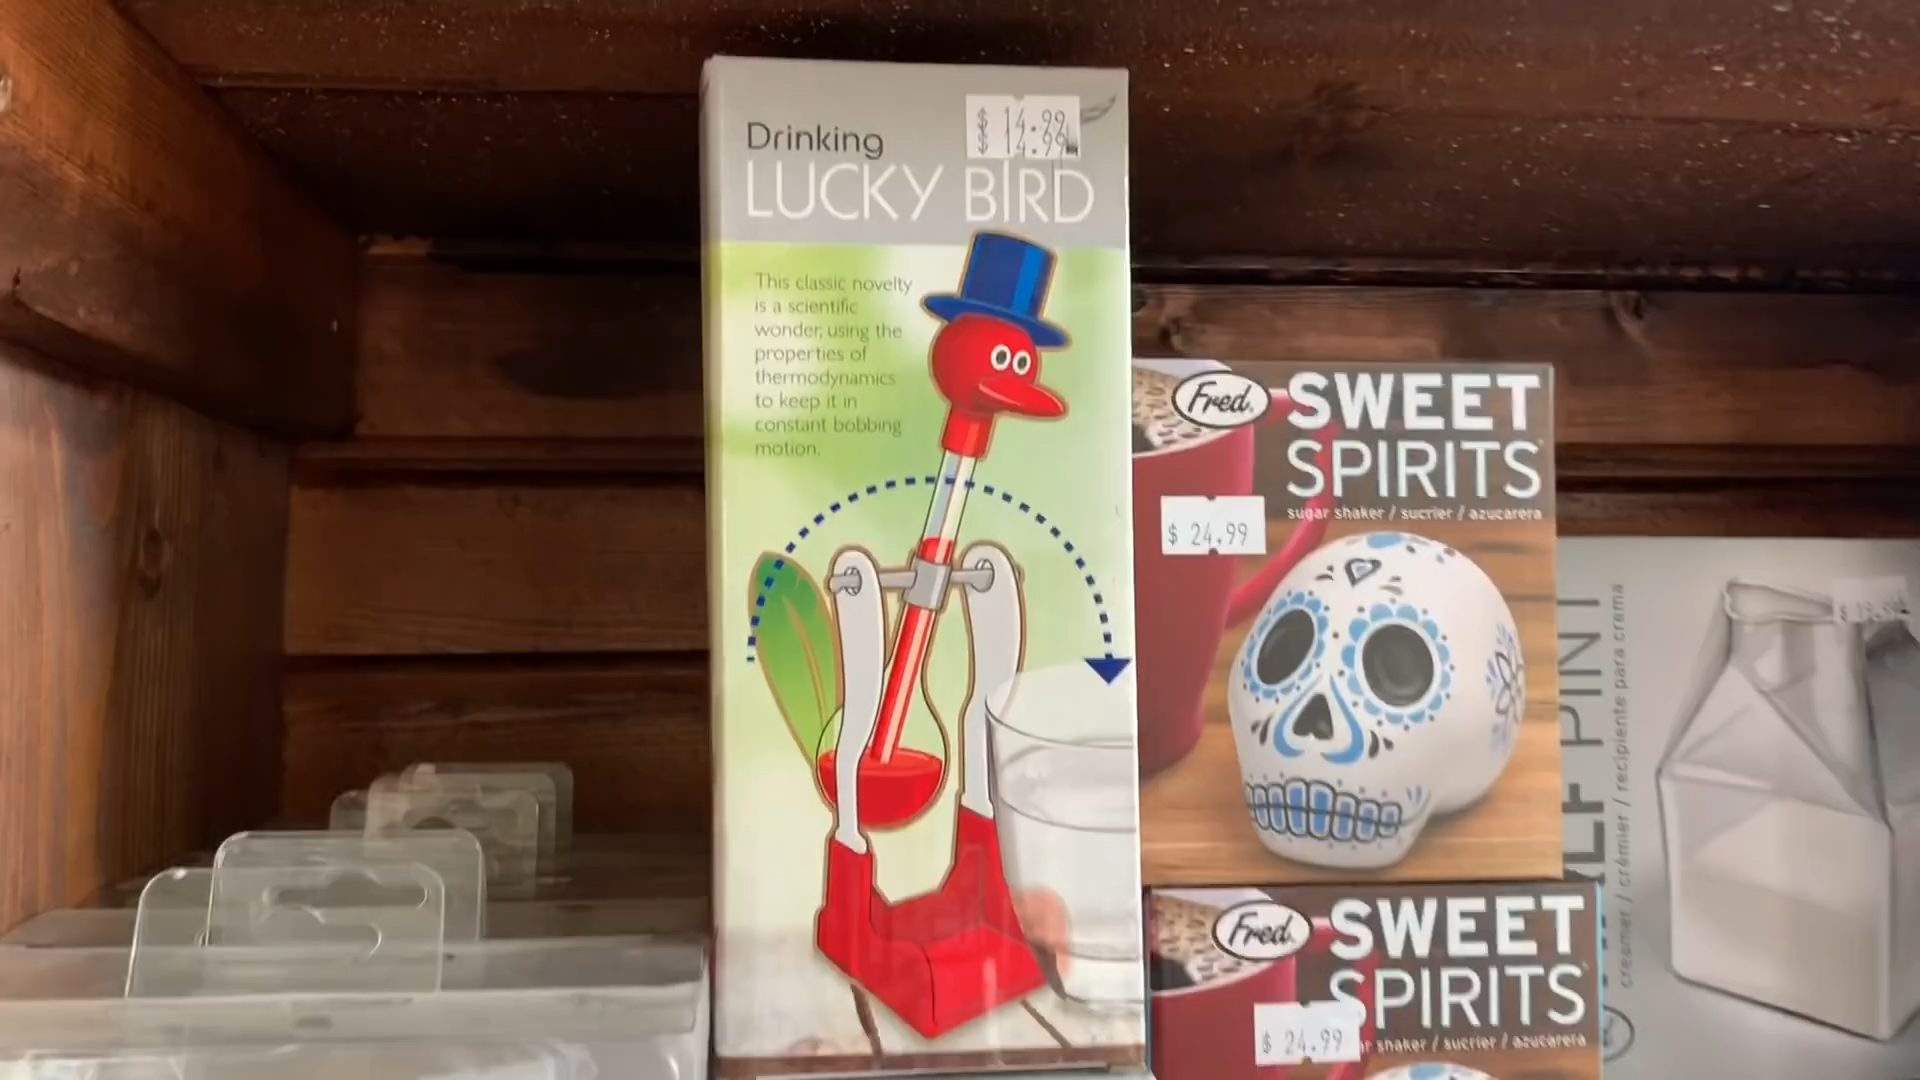 $ 14.99
$ 14.99
Drinking
LUCKY BIRD
This classic novelty
is a scientific
wonder, using the
properties of
thermodynamics
to keep it in
constant bobbing
motion.
Fred.
SWEET
SPIRITS
sugar shaker / sucrier / azucarera
$ 24.99
Fred.
SWEET
SPIRITS
shaker / sucrier / azucarera
$ 24.99
PINT
creamer / crémier / recipiente para crema